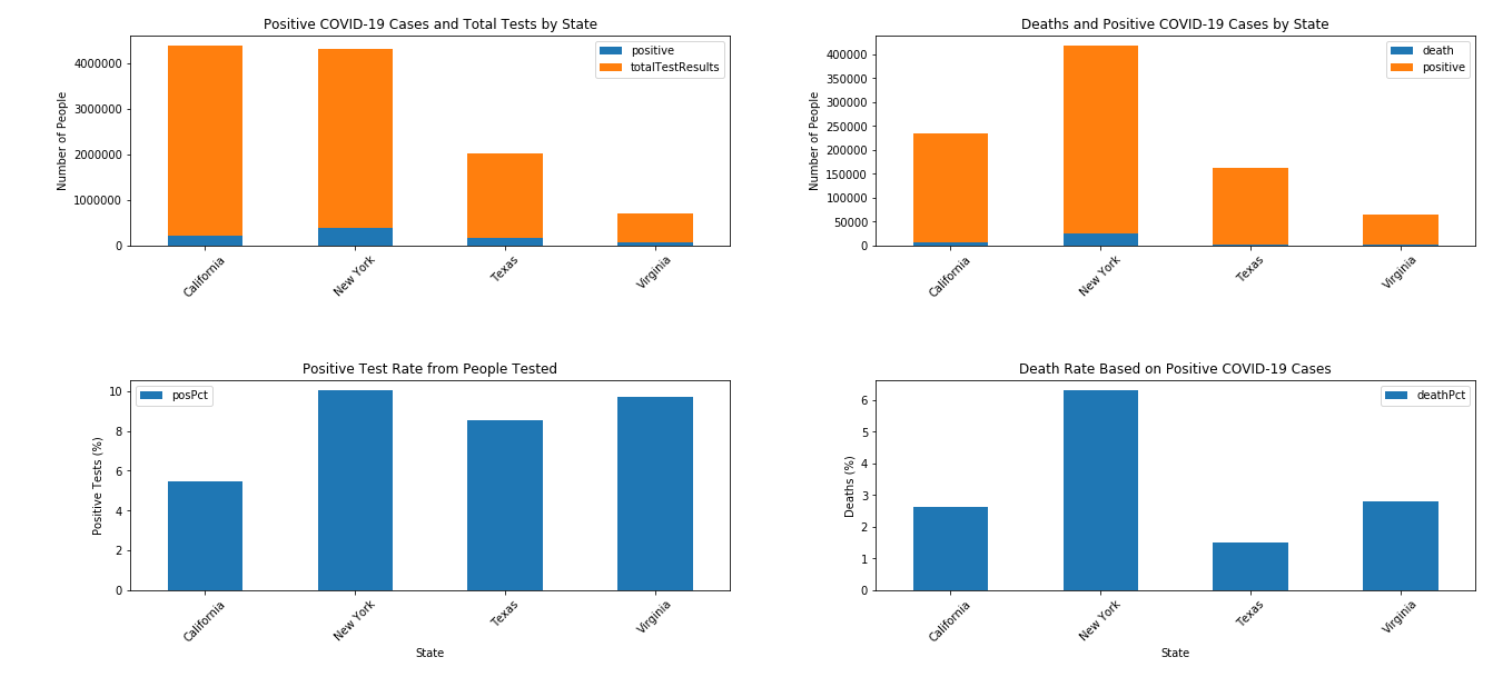 Positive COVID-19 Cases and Total Tests by State
Number of People
4000000
3000000
2000000
1000000
0
positive
totalTestResults
California
New York
Texas
Virginia
Deaths and Positive COVID-19 Cases by State
Number of People
400000
350000
300000
250000
200000
150000
100000
50000
0
death
positive
California
New York
Texas
Virginia
Positive Test Rate from People Tested
Positive Tests (%)
10
8
6
4
2
0
posPct
California
New York
Texas
Virginia
State
Death Rate Based on Positive COVID-19 Cases
Deaths (%)
6
5
4
3
2
1
0
deathPct
California
New York
Texas
Virginia
State